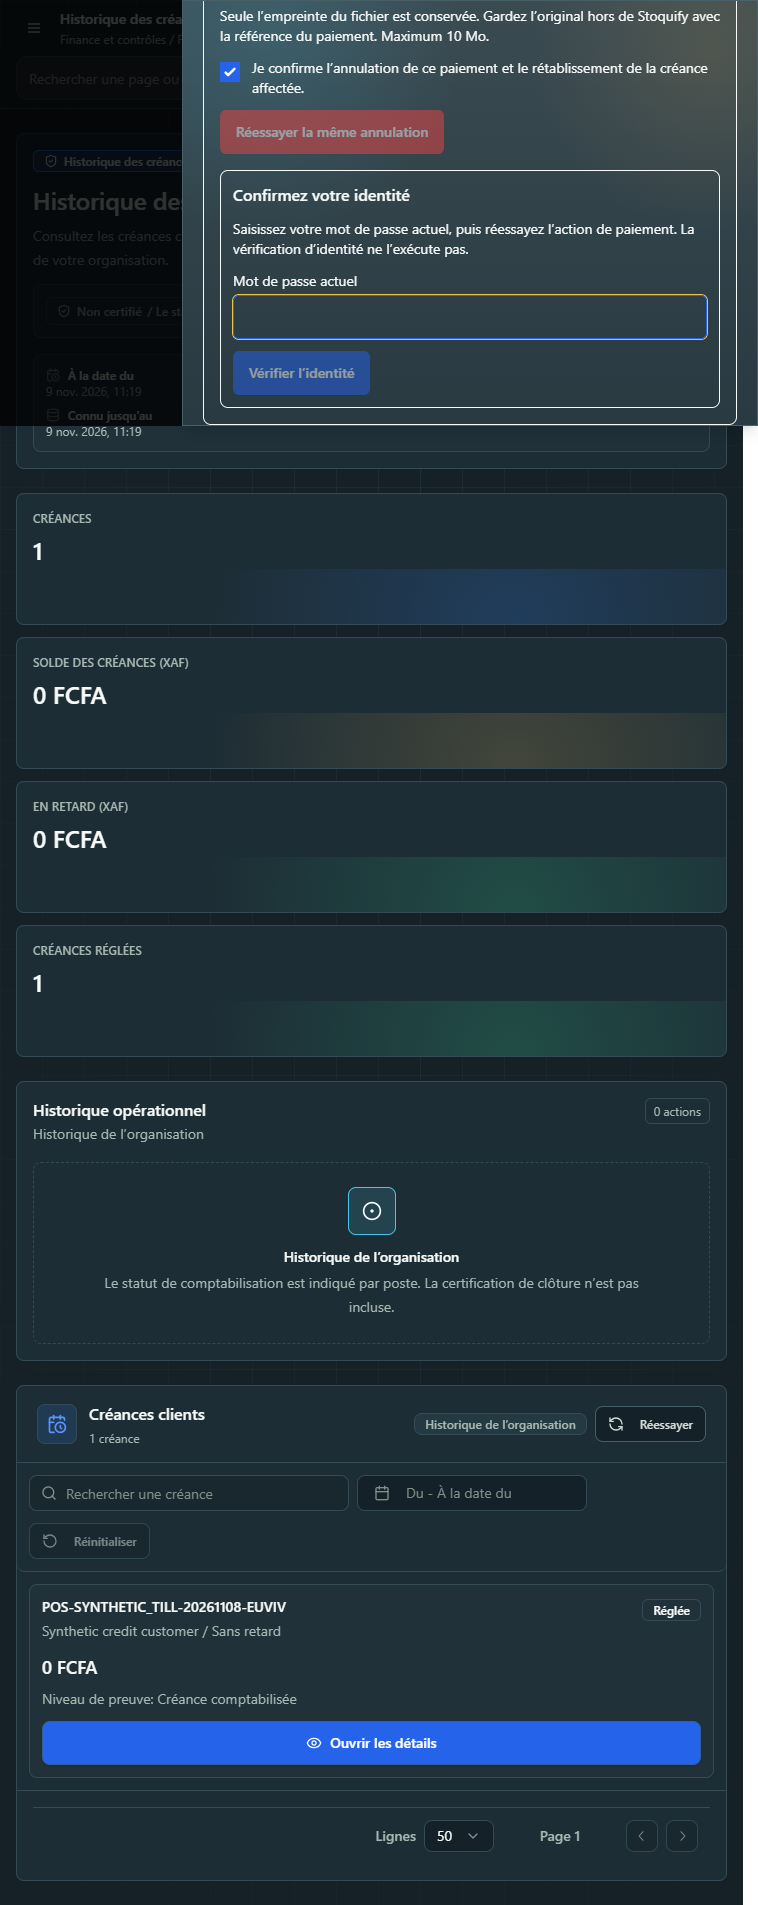 Historique des créa
Finance et contrôles / F
Rechercher une page ou
Seule l'empreinte du fichier est conservée. Gardez l'original hors de Stoquify avec
la référence du paiement. Maximum 10 Mo.
Je confirme l'annulation de ce paiement et le rétablissement de la créance
affectée.
Réessayer la même annulation
Confirmez votre identité
Saisissez votre mot de passe actuel, puis réessayez l'action de paiement. La
vérification d'identité ne l'exécute pas.
Mot de passe actuel
Vérifier l'identité
Historique des créanc
Historique des
Consultez les créances c
de votre organisation.
Non certifié / Le st
À la date du
9 nov. 2026, 11:19
Connu jusqu'au
9 nov. 2026, 11:19
CRÉANCES
1
SOLDE DES CRÉANCES (XAF)
0 FCFA
EN RETARD (XAF)
0 FCFA
CRÉANCES RÉGLÉES
1
Historique opérationnel
0 actions
Historique de l'organisation
Historique de l'organisation
Le statut de comptabilisation est indiqué par poste. La certification de clôture n'est pas
incluse.
Créances clients
1 créance
Historique de l'organisation
Réessayer
Rechercher une créance
Du - À la date du
Réinitialiser
POS-SYNTHETIC_TILL-20261108-EUVIV
Réglée
Synthetic credit customer / Sans retard
0 FCFA
Niveau de preuve: Créance comptabilisée
Ouvrir les détails
Lignes 50 Page 1